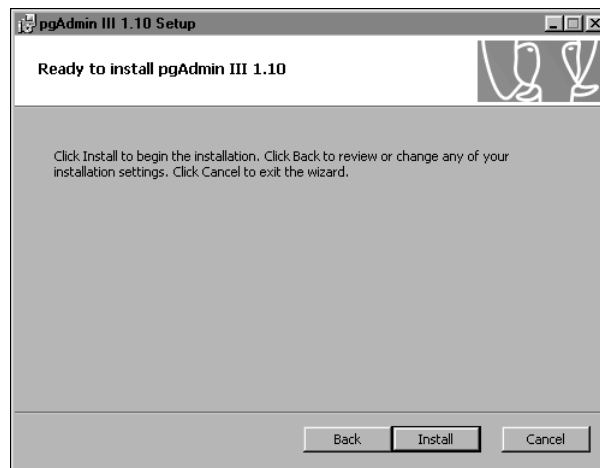 pgAdmin III 1.10 Setup
Ready to install pgAdmin III 1.10
Click Install to begin the installation. Click Back to review or change any of your
installation settings. Click Cancel to exit the wizard.
Back
Install
Cancel